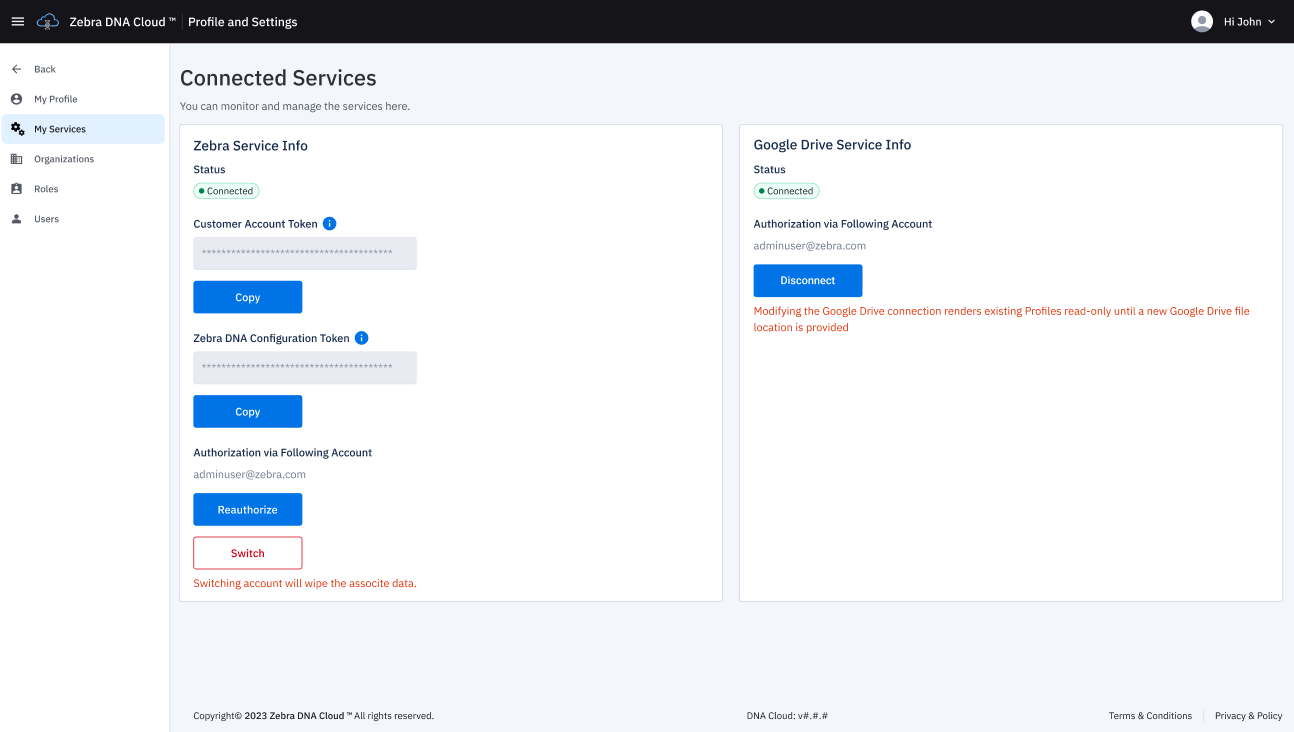 Zebra DNA Cloud ™ Profile and Settings
Hi John
Back
My Profile
My Services
Organizations
Roles
Users
Connected Services
You can monitor and manage the services here.
Zebra Service Info
Status
Connected
Customer Account Token
***************************************
Copy
Zebra DNA Configuration Token
***************************************
Copy
Authorization via Following Account
adminuser@zebra.com
Reauthorize
Switch
Switching account will wipe the associte data.
Google Drive Service Info
Status
Connected
Authorization via Following Account
adminuser@zebra.com
Disconnect
Modifying the Google Drive connection renders existing Profiles read-only until a new Google Drive file
location is provided
Copyright© 2023 Zebra DNA Cloud ™ All rights reserved.
DNA Cloud: v#.#.#
Terms & Conditions
Privacy & Policy